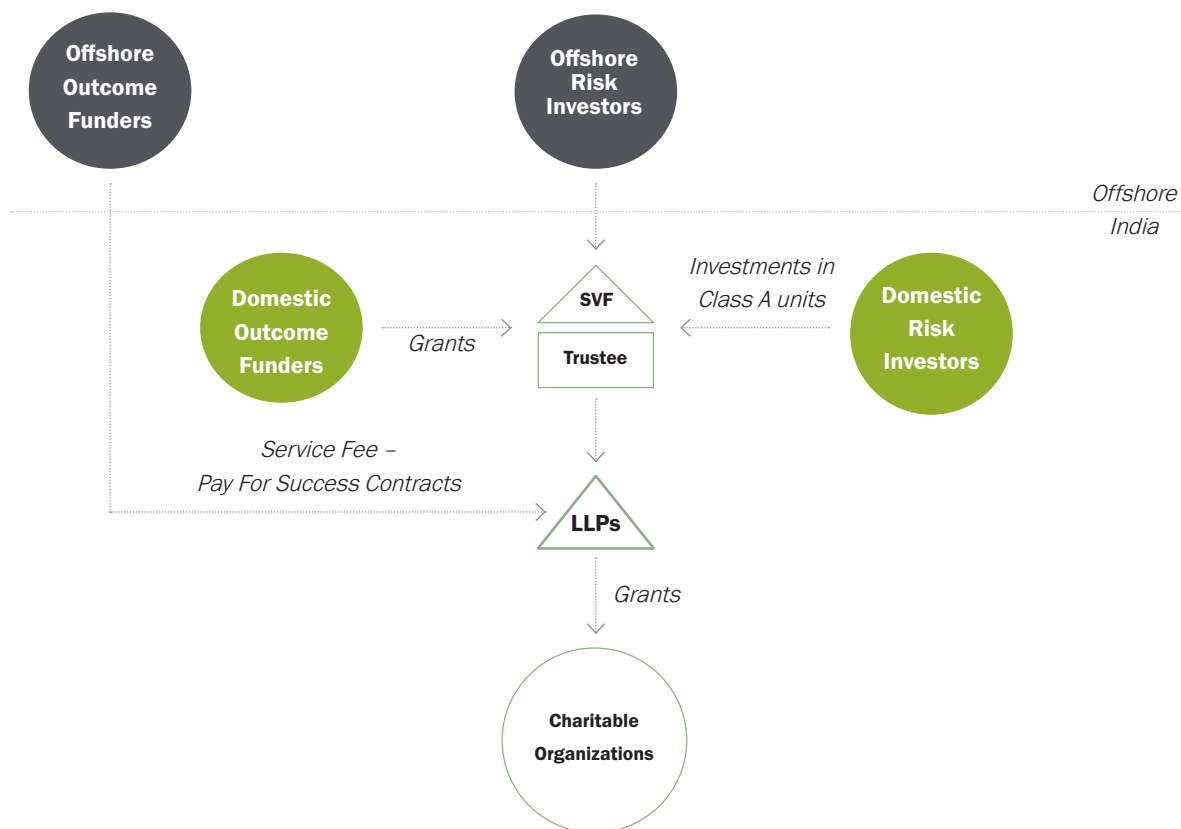 Offshore
Outcome
Funders
Offshore
Risk
Investors
Offshore
India
Domestic
Outcome
Funders
Grants
SVF
Trustee
Investments in
Class A units
Domestic
Risk
Investors
Service Fee –
Pay For Success Contracts
LLPs
Grants
Charitable
Organizations